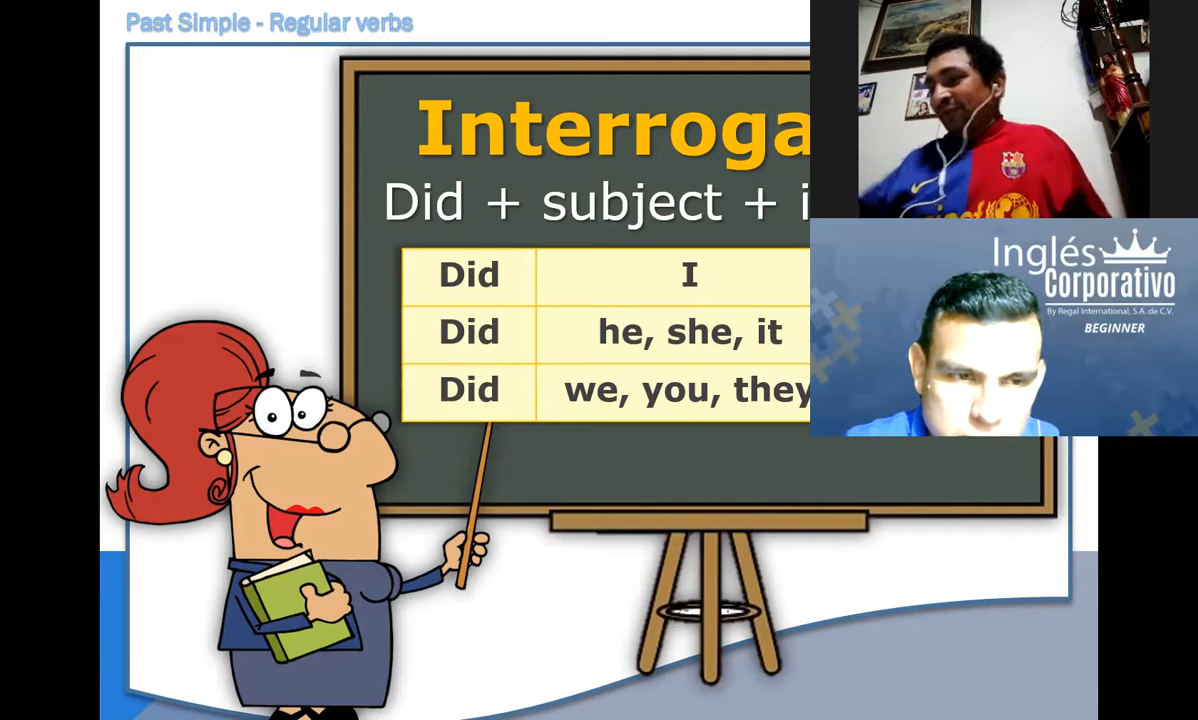 Past Simple - Regular verbs
Interroga
Did + subject + i
Did I
Did he, she, it
Did we, you, they
Inglés
Corporativo
By Regal International, S.A. de C.V.
BEGINNER